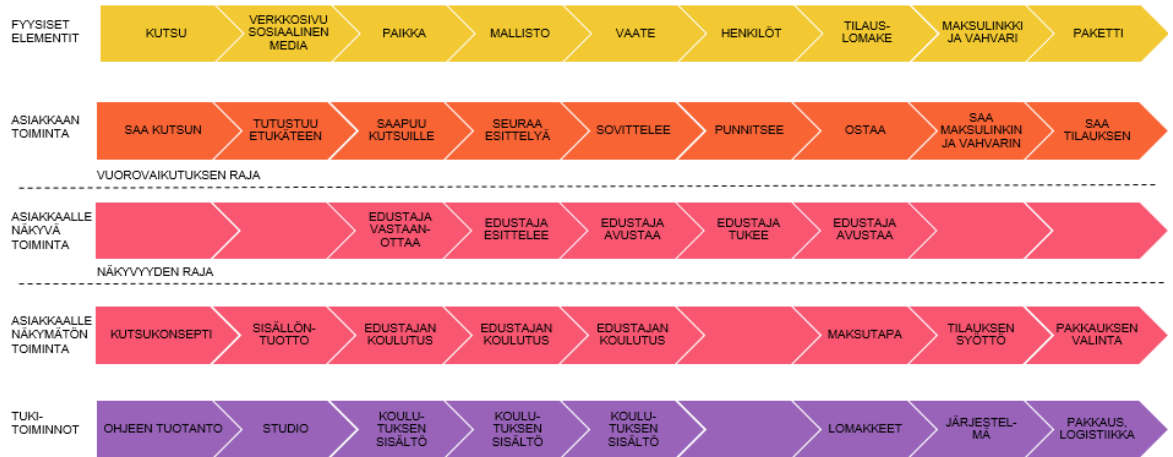 FYYSISET
ELEMENTIT
KUTSU
VERKKOSIVU
SOSIAALINEN
MEDIA
PAIKKA
MALLISTO
VAATE
HENKILÖT
TILAUS-
LOMAKE
MAKSULINKKI
JA VAHVARI
PAKETTI
ASIAKKAAN
TOIMINTA
SAA KUTSUN
TUTUSTUU
ETUKÄTEEN
SAAPUU
KUTSUILLE
SEURAA
ESITTELYÄ
SOVITTELEE
PUNNITSEE
OSTAA
SAA
MAKSULINKIN
JA VAHVARIN
SAA
TILAUKSEN
VUOROVAIKUTUKSEN RAJA
ASIAKKAALLE
NÄKYVÄ
TOIMINTA
EDUSTAJA
VASTAAN-
OTTAA
EDUSTAJA
ESITTELEE
EDUSTAJA
AVUSTAA
EDUSTAJA
TUKEE
EDUSTAJA
AVUSTAA
NÄKYVYYDEN RAJA
ASIAKKAALLE
NÄKYMÄTÖN
TOIMINTA
KUTSUKONSEPTI
SISÄLLÖN-
TUOTTO
EDUSTAJAN
KOULUTUS
EDUSTAJAN
KOULUTUS
EDUSTAJAN
KOULUTUS
MAKSUTAPA
TILAUKSEN
SYÖTTÖ
PAKKAUKSEN
VALINTA
TUKI-
TOIMINNOT
OHJEEN TUOTANTO
STUDIO
KOULU-
TUKSEN
SISÄLTÖ
KOULU-
TUKSEN
SISÄLTÖ
KOULU-
TUKSEN
SISÄLTÖ
LOMAKKEET
JÄRJESTEL-
MÄ
PAKKAUS,
LOGISTIIKKA